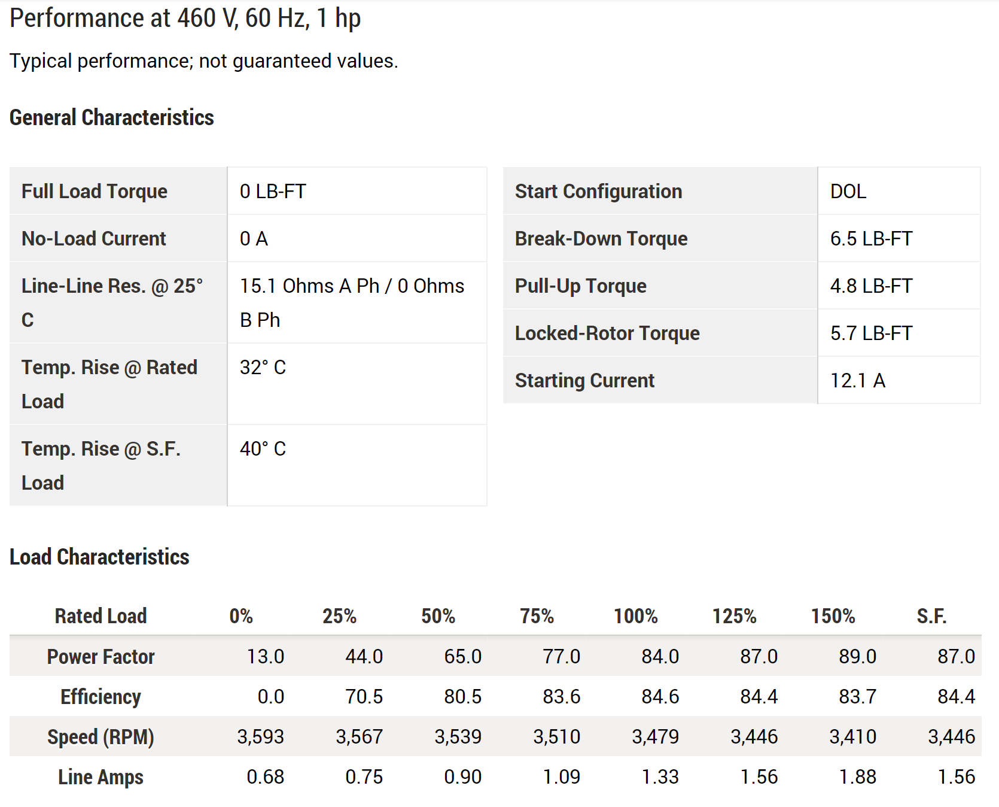 Performance at 460 V, 60 Hz, 1 hp
Typical performance; not guaranteed values.
General Characteristics
Full Load Torque 0 LB-FT
No-Load Current 0 A
Line-Line Res. @ 25° 15.1 Ohms A Ph / 0 Ohms
C B Ph
Temp. Rise @ Rated 32° C
Load
Temp. Rise @ S.F. 40° C
Load
Start Configuration DOL
Break-Down Torque 6.5 LB-FT
Pull-Up Torque 4.8 LB-FT
Locked-Rotor Torque 5.7 LB-FT
Starting Current 12.1 A
Load Characteristics
Rated Load 0% 25% 50% 75% 100% 125% 150% S.F.
Power Factor 13.0 44.0 65.0 77.0 84.0 87.0 89.0 87.0
Efficiency 0.0 70.5 80.5 83.6 84.6 84.4 83.7 84.4
Speed (RPM) 3,593 3,567 3,539 3,510 3,479 3,446 3,410 3,446
Line Amps 0.68 0.75 0.90 1.09 1.33 1.56 1.88 1.56